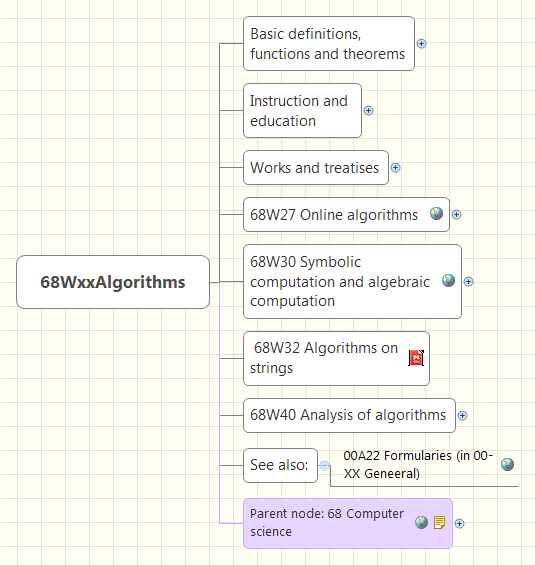 Basic definitions,
functions and theorems
Instruction and
education
Works and treatises
68W27 Online algorithms
68WxxAlgorithms
68W30 Symbolic
computation and algebraic
computation
68W32 Algorithms on
strings
68W40 Analysis of algorithms
See also:
00A22 Formularies (in 00-
XX Geneeral)
Parent node: 68 Computer
science